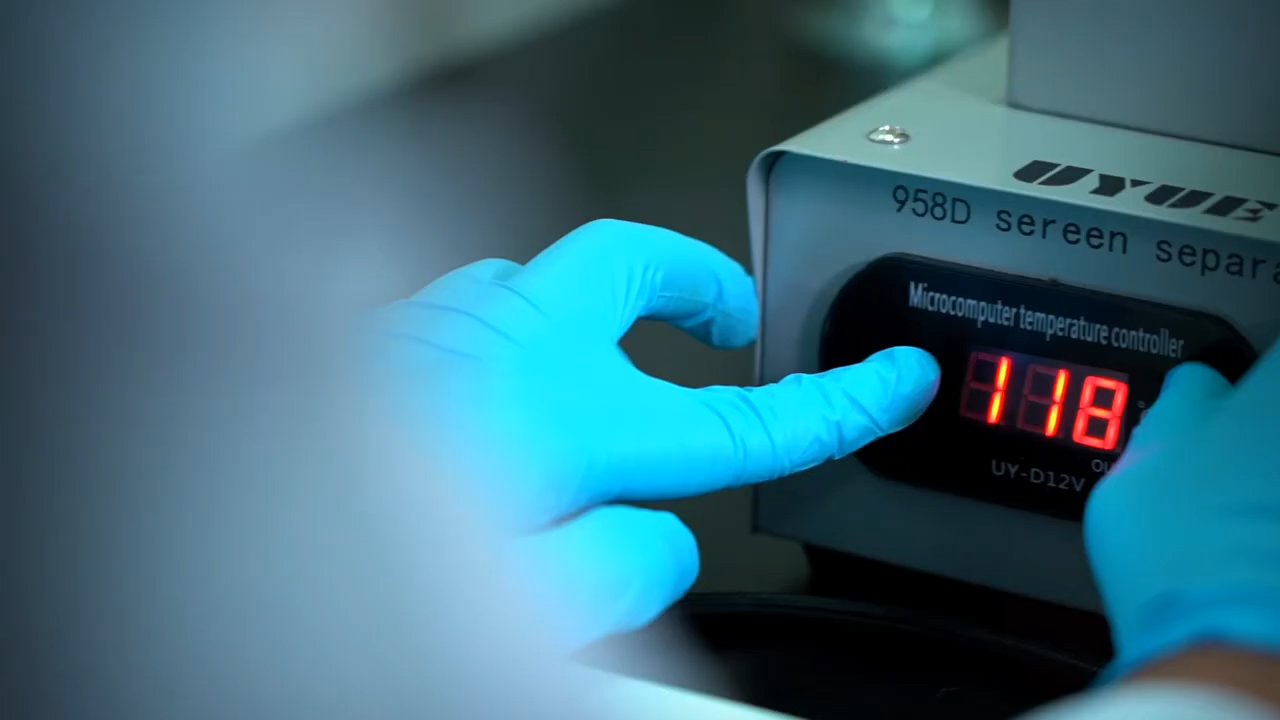 UYUE
958D sereen separa
Microcomputer temperature controller
118
UY-D12V